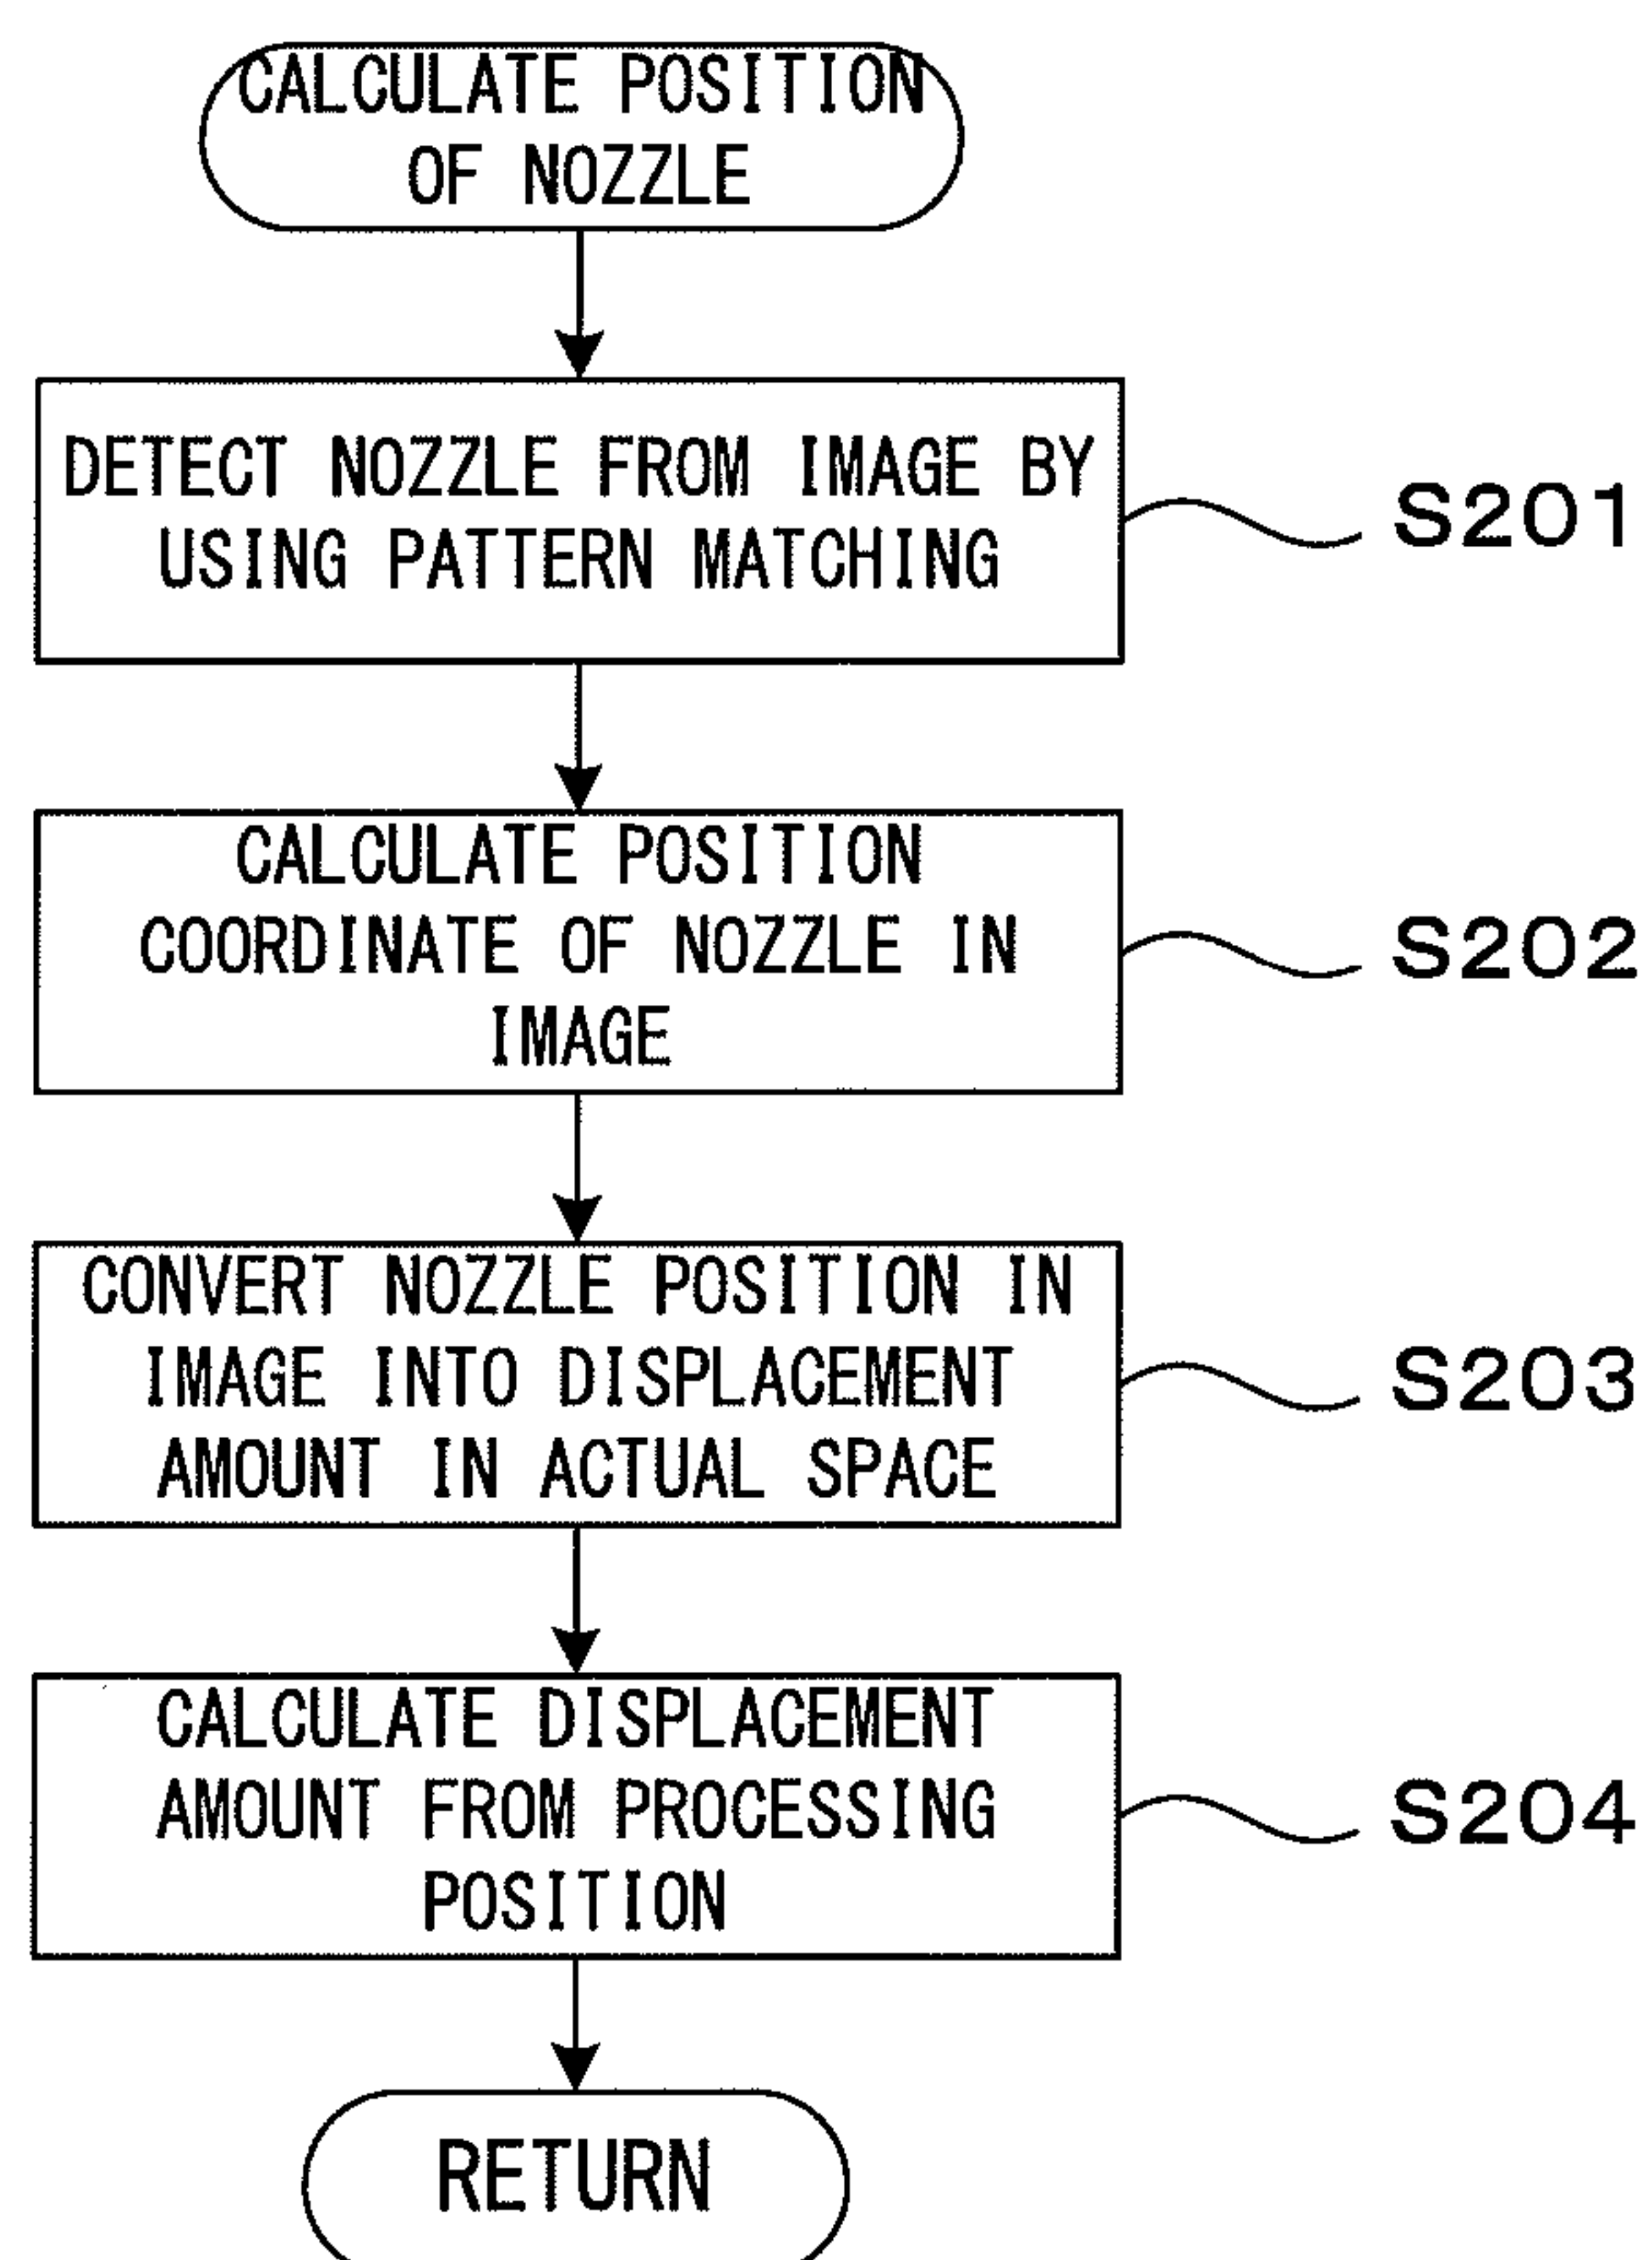 CALCULATE POSITION
OF NOZZLE
DETECT NOZZLE FROM IMAGE BY
USING PATTERN MATCHING
S201
CALCULATE POSITION
COORDINATE OF NOZZLE IN
IMAGE
S202
CONVERT NOZZLE POSITION IN
IMAGE INTO DISPLACEMENT
AMOUNT IN ACTUAL SPACE
S203
CALCULATE DISPLACEMENT
AMOUNT FROM PROCESSING
POSITION
S204
RETURN